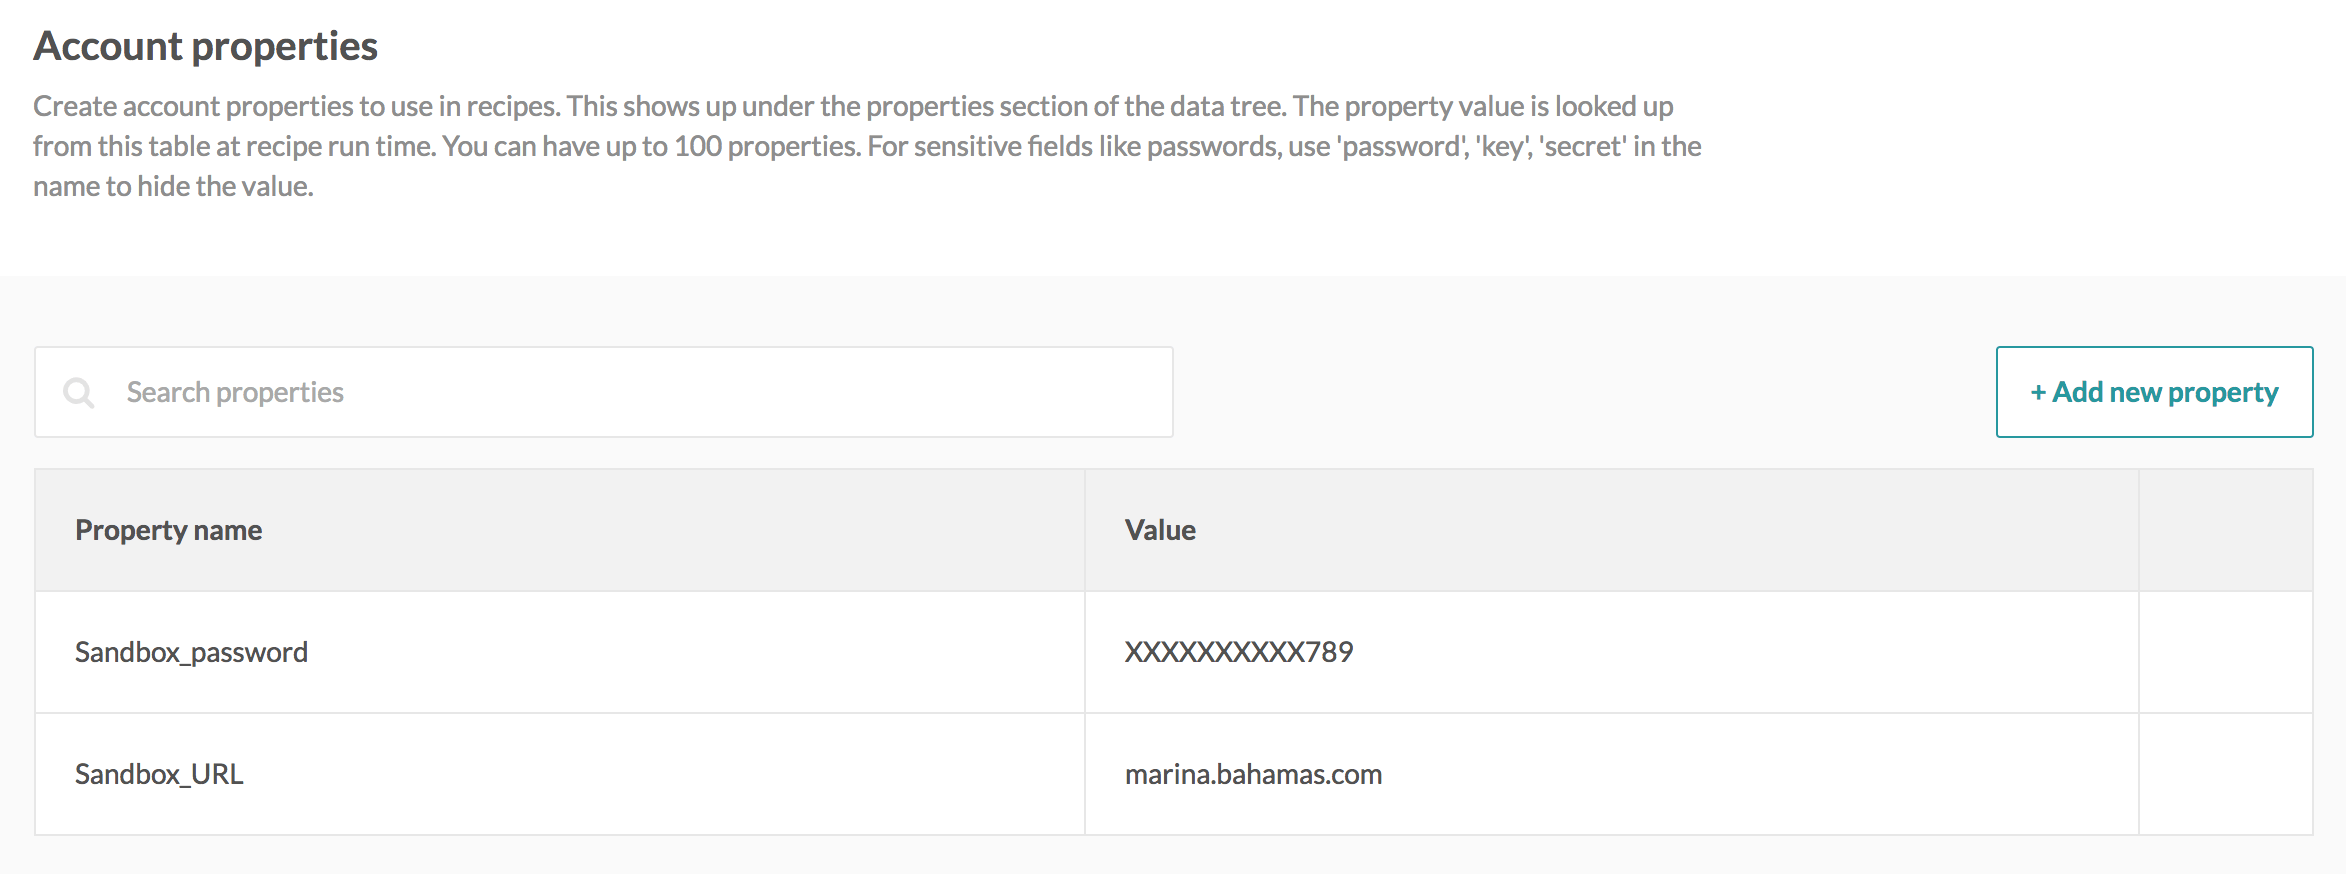 Account properties
Create account properties to use in recipes. This shows up under the properties section of the data tree. The property value is looked up
from this table at recipe run time. You can have up to 100 properties. For sensitive fields like passwords, use 'password', 'key', 'secret' in the
name to hide the value.
Search properties
+ Add new property
Property name Value
Sandbox_password XXXXXXXXXX789
Sandbox_URL marina.bahamas.com